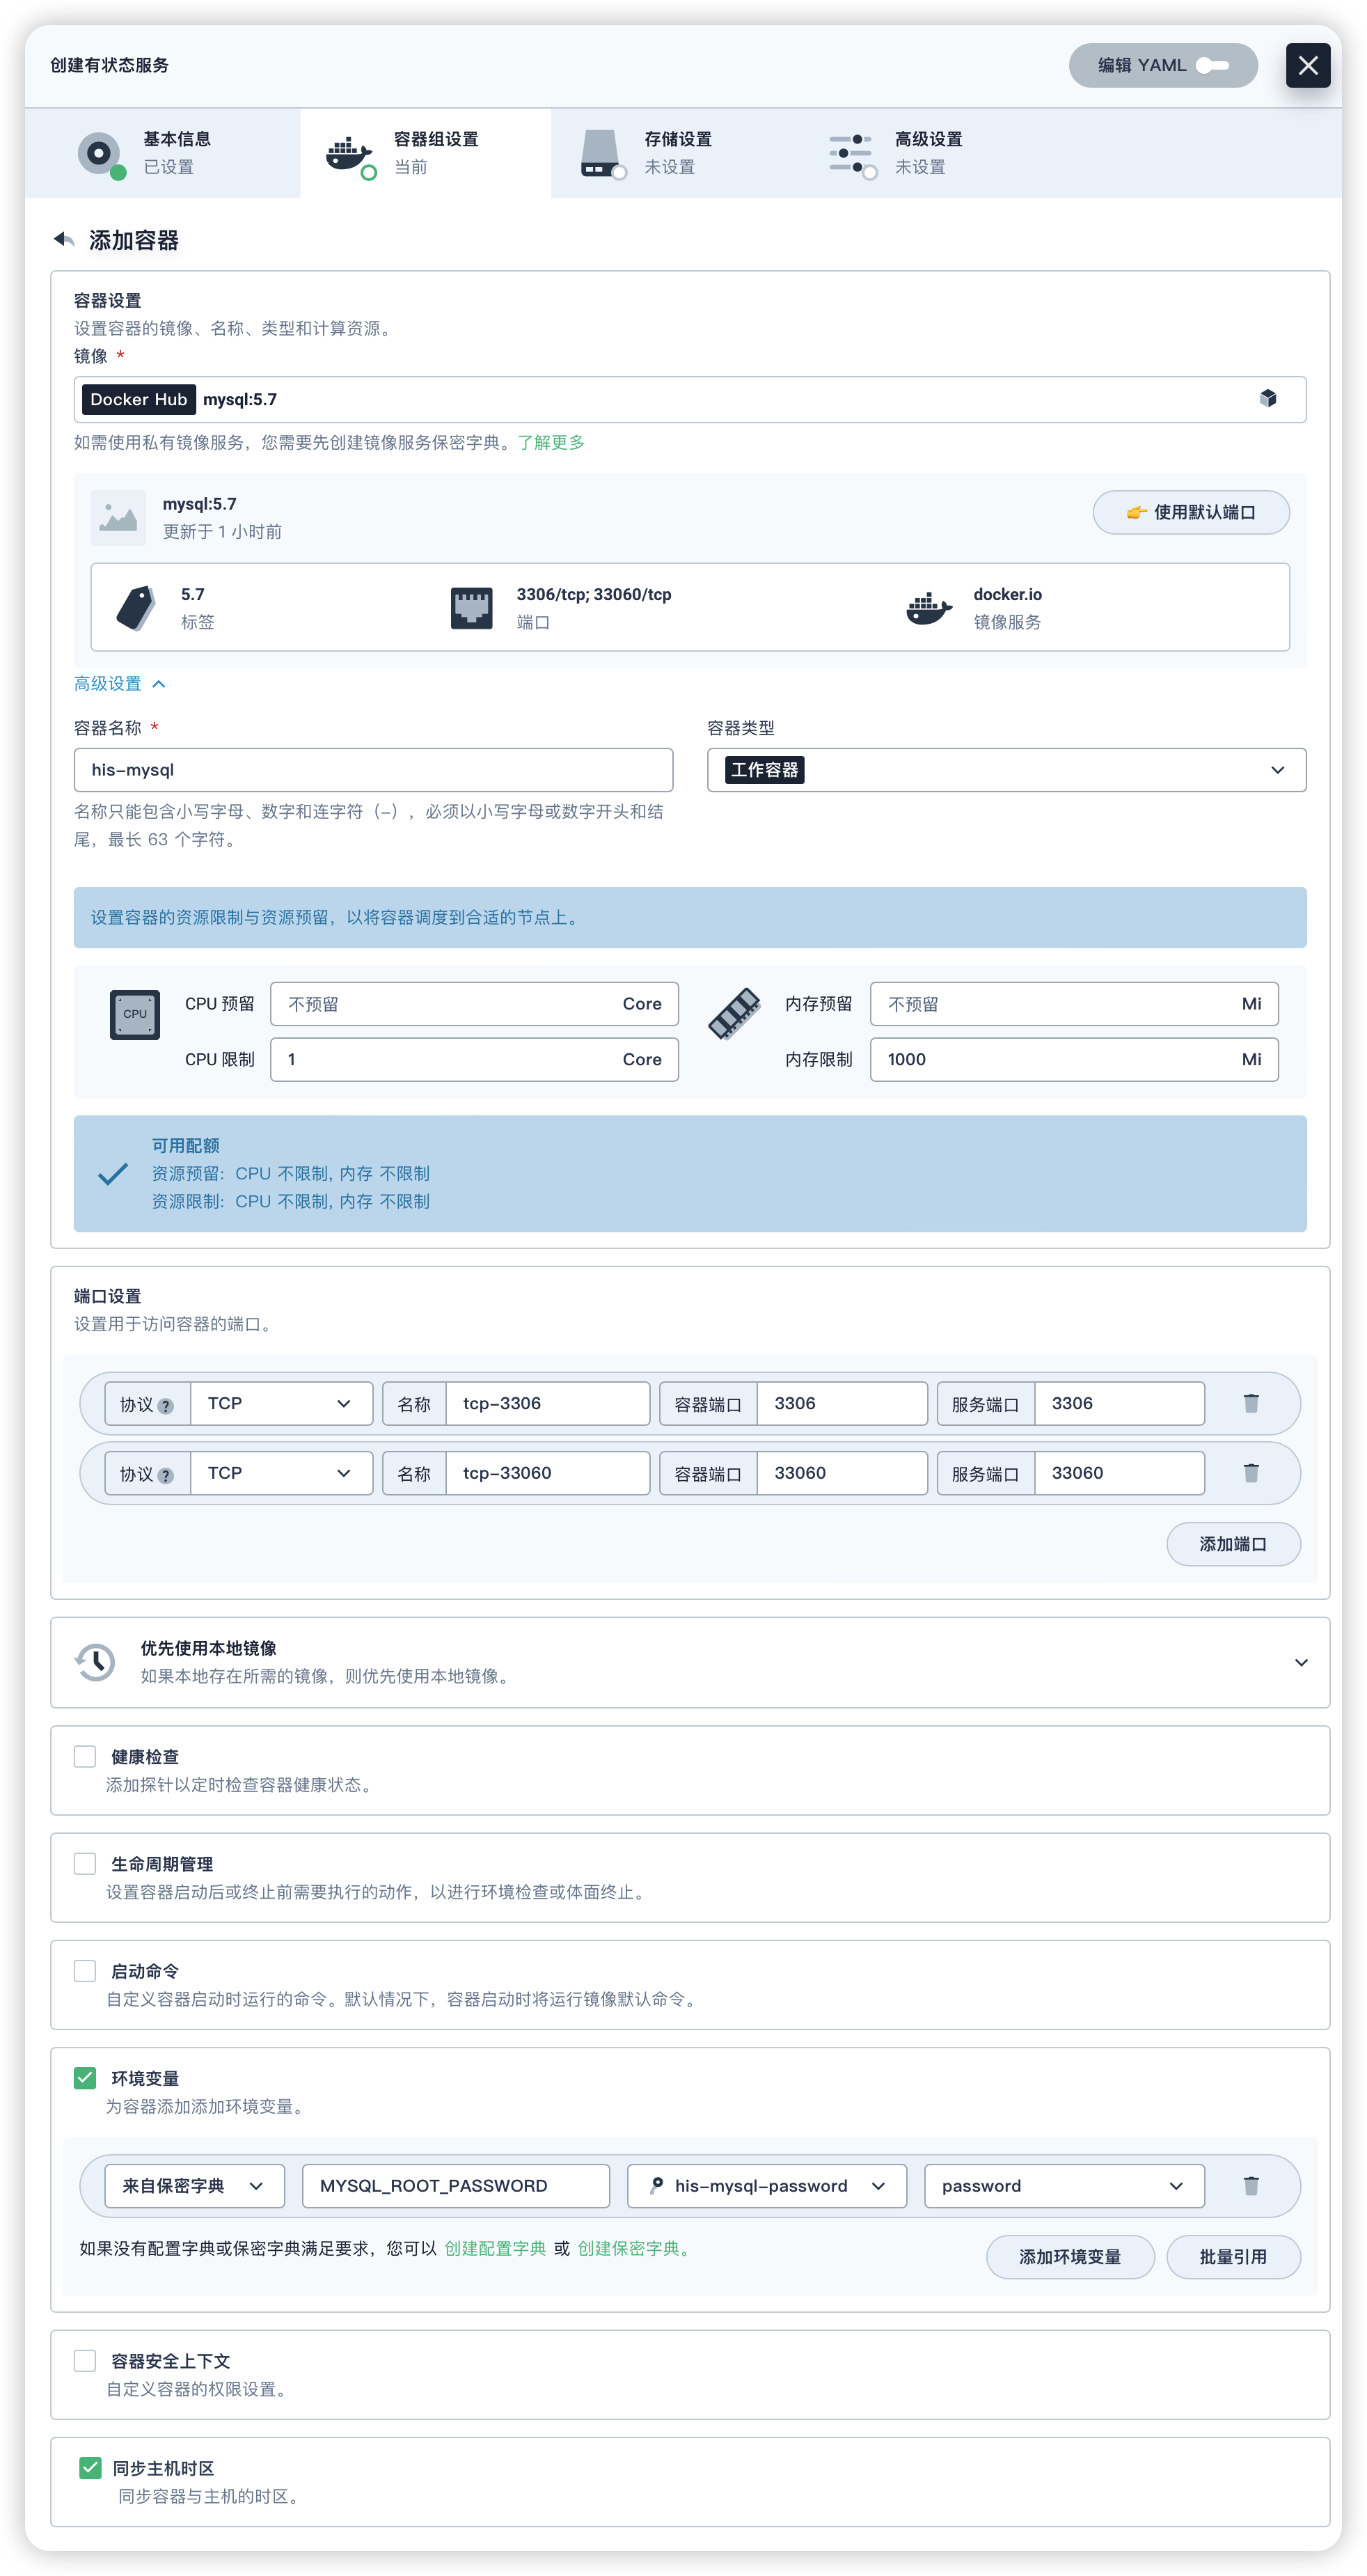 创建有状态服务
编辑 YAML
基本信息
已设置
容器组设置
当前
存储设置
未设置
高级设置
未设置
添加容器
容器设置
设置容器的镜像、名称、类型和计算资源。
镜像 *
Docker Hub mysql:5.7
如需使用私有镜像服务，您需要先创建镜像服务保密字典。了解更多
mysql:5.7
更新于 1 小时前
使用默认端口
5.7
标签
3306/tcp; 33060/tcp
端口
docker.io
镜像服务
高级设置
容器名称 *
his-mysql
名称只能包含小写字母、数字和连字符（-），必须以小写字母或数字开头和结
尾，最长 63 个字符。
容器类型
工作容器
设置容器的资源限制与资源预留，以将容器调度到合适的节点上。
CPU
CPU 预留 不预留 Core
CPU 限制 1 Core
内存预留 不预留 Mi
内存限制 1000 Mi
可用配额
资源预留: CPU 不限制, 内存 不限制
资源限制: CPU 不限制, 内存 不限制
端口设置
设置用于访问容器的端口。
协议 ? TCP 名称 tcp-3306 容器端口 3306 服务端口 3306
协议 ? TCP 名称 tcp-33060 容器端口 33060 服务端口 33060
添加端口
优先使用本地镜像
如果本地存在所需的镜像，则优先使用本地镜像。
健康检查
添加探针以定时检查容器健康状态。
生命周期管理
设置容器启动后或终止前需要执行的动作，以进行环境检查或体面终止。
启动命令
自定义容器启动时运行的命令。默认情况下，容器启动时将运行镜像默认命令。
环境变量
为容器添加添加环境变量。
来自保密字典 MYSQL_ROOT_PASSWORD his-mysql-password password
如果没有配置字典或保密字典满足要求，您可以 创建配置字典 或 创建保密字典。
添加环境变量 批量引用
容器安全上下文
自定义容器的权限设置。
同步主机时区
同步容器与主机的时区。